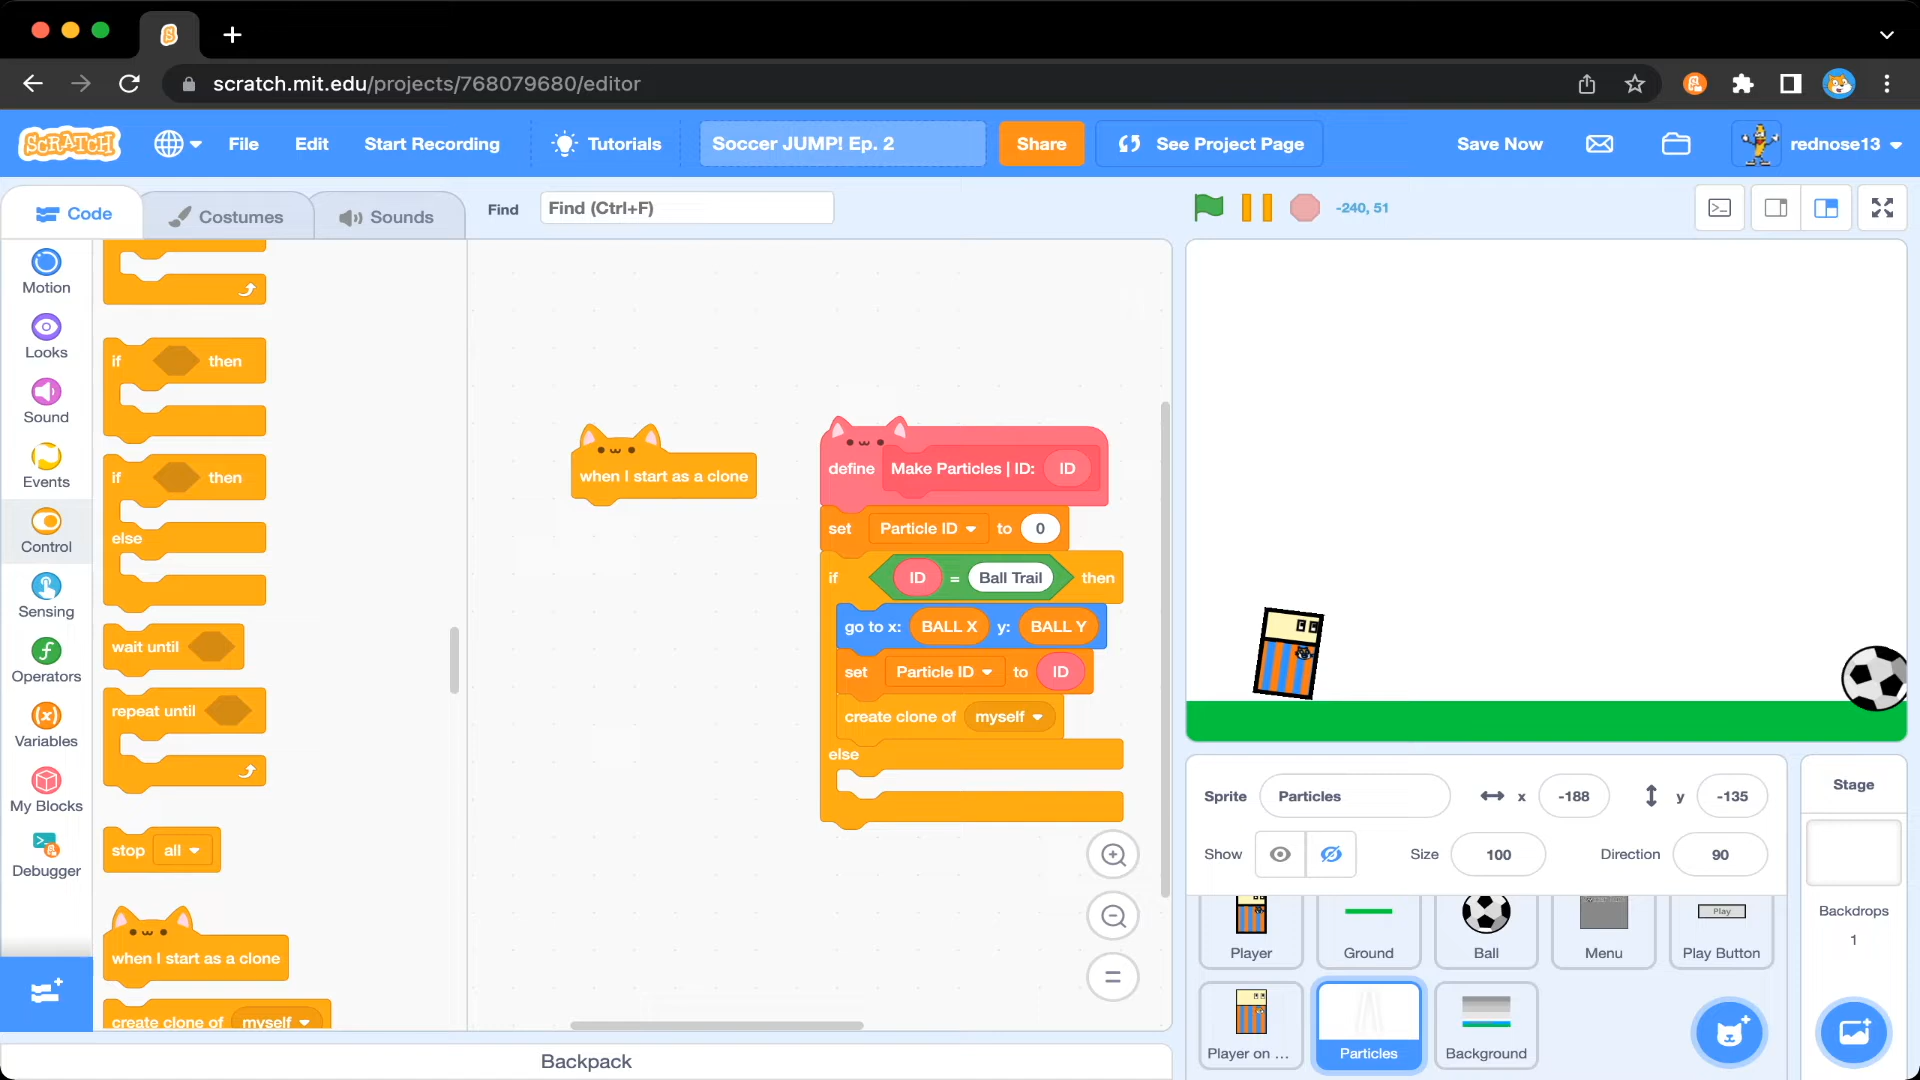 scratch.mit.edu/projects/768079680/editor
SCRATCH
File
Edit
Start Recording
Tutorials
Soccer JUMP! Ep. 2
Share
See Project Page
Save Now
rednose13
Code
Costumes
Sounds
Find
Find (Ctrl+F)
-240, 51
Motion
Looks
Sound
Events
Control
Sensing
Operators
Variables
My Blocks
Debugger
if then
if then
else
wait until
repeat until
stop all
when I start as a clone
create clone of myself
when I start as a clone
define Make Particles | ID: ID
set Particle ID to 0
if ID = Ball Trail then
go to x: BALL X y: BALL Y
set Particle ID to ID
create clone of myself
else
Backpack
Sprite Particles x -188 y -135
Show Size 100 Direction 90
Stage
Backdrops
1
Player
Ground
Ball
Menu
Play
Play Button
Player on ...
Particles
Background